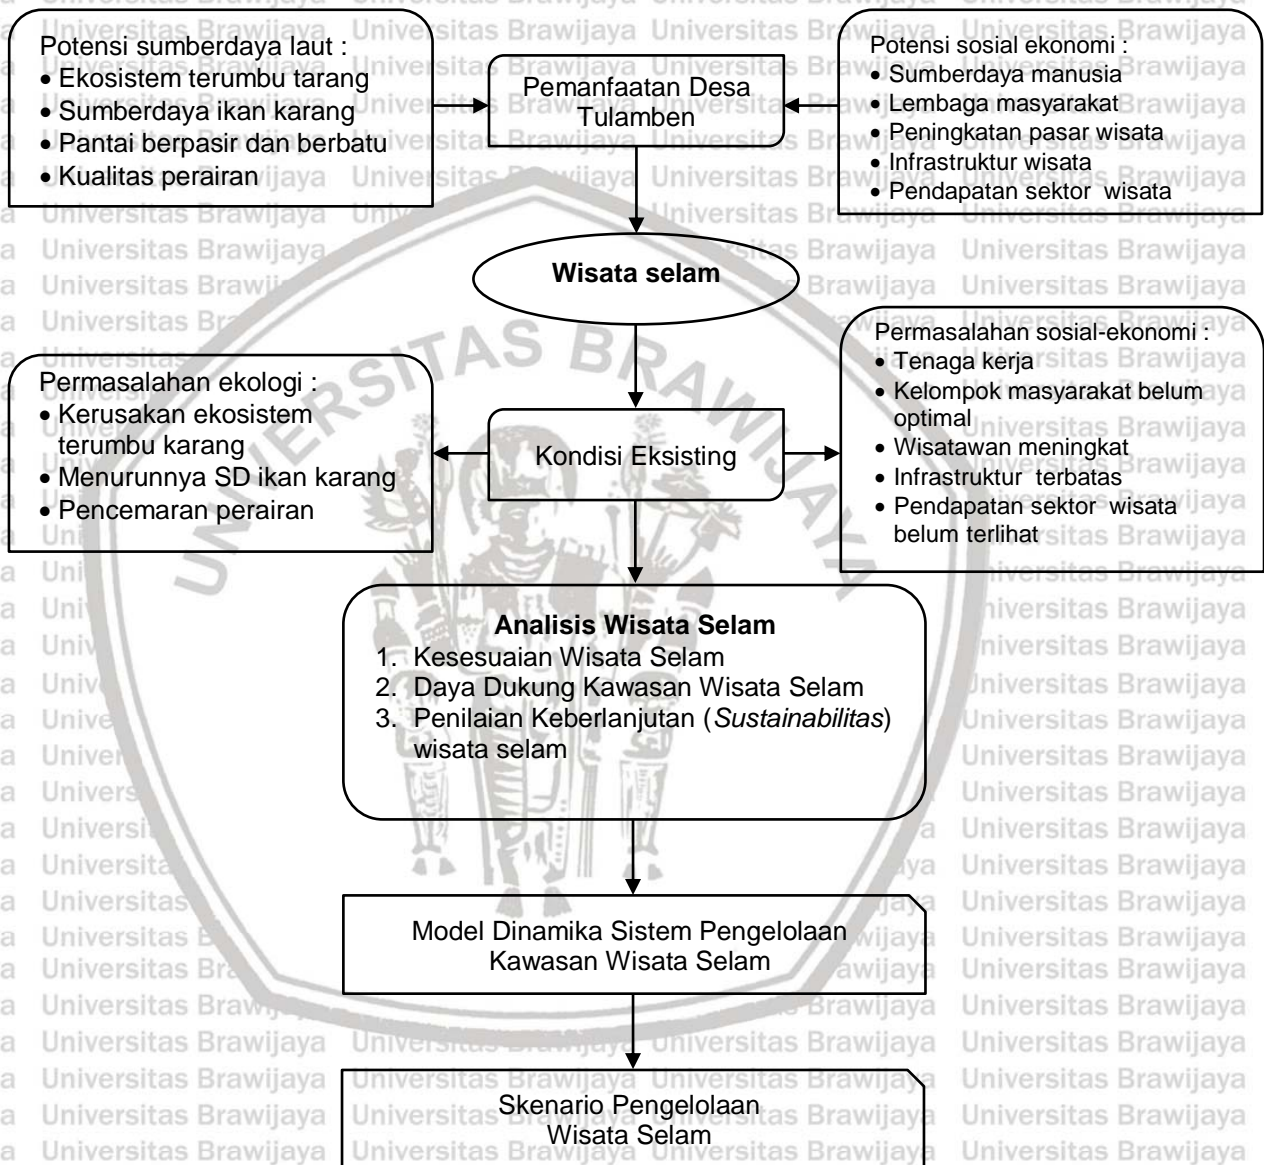 Potensi sumberdaya laut :
• Ekosistem terumbu tarang
• Sumberdaya ikan karang
• Pantai berpasir dan berbatu
• Kualitas perairan
Pemanfaatan Desa
Tulamben
Potensi sosial ekonomi :
• Sumberdaya manusia
• Lembaga masyarakat
• Peningkatan pasar wisata
• Infrastruktur wisata
• Pendapatan sektor wisata
Wisata selam
Permasalahan ekologi :
• Kerusakan ekosistem
terumbu karang
• Menurunnya SD ikan karang
• Pencemaran perairan
Kondisi Eksisting
Permasalahan sosial-ekonomi :
• Tenaga kerja
• Kelompok masyarakat belum
optimal
• Wisatawan meningkat
• Infrastruktur terbatas
• Pendapatan sektor wisata
belum terlihat
Analisis Wisata Selam
1. Kesesuaian Wisata Selam
2. Daya Dukung Kawasan Wisata Selam
3. Penilaian Keberlanjutan (Sustainabilitas)
wisata selam
Model Dinamika Sistem Pengelolaan
Kawasan Wisata Selam
Skenario Pengelolaan
Wisata Selam
UNIVERSITAS BRAWIJAYA